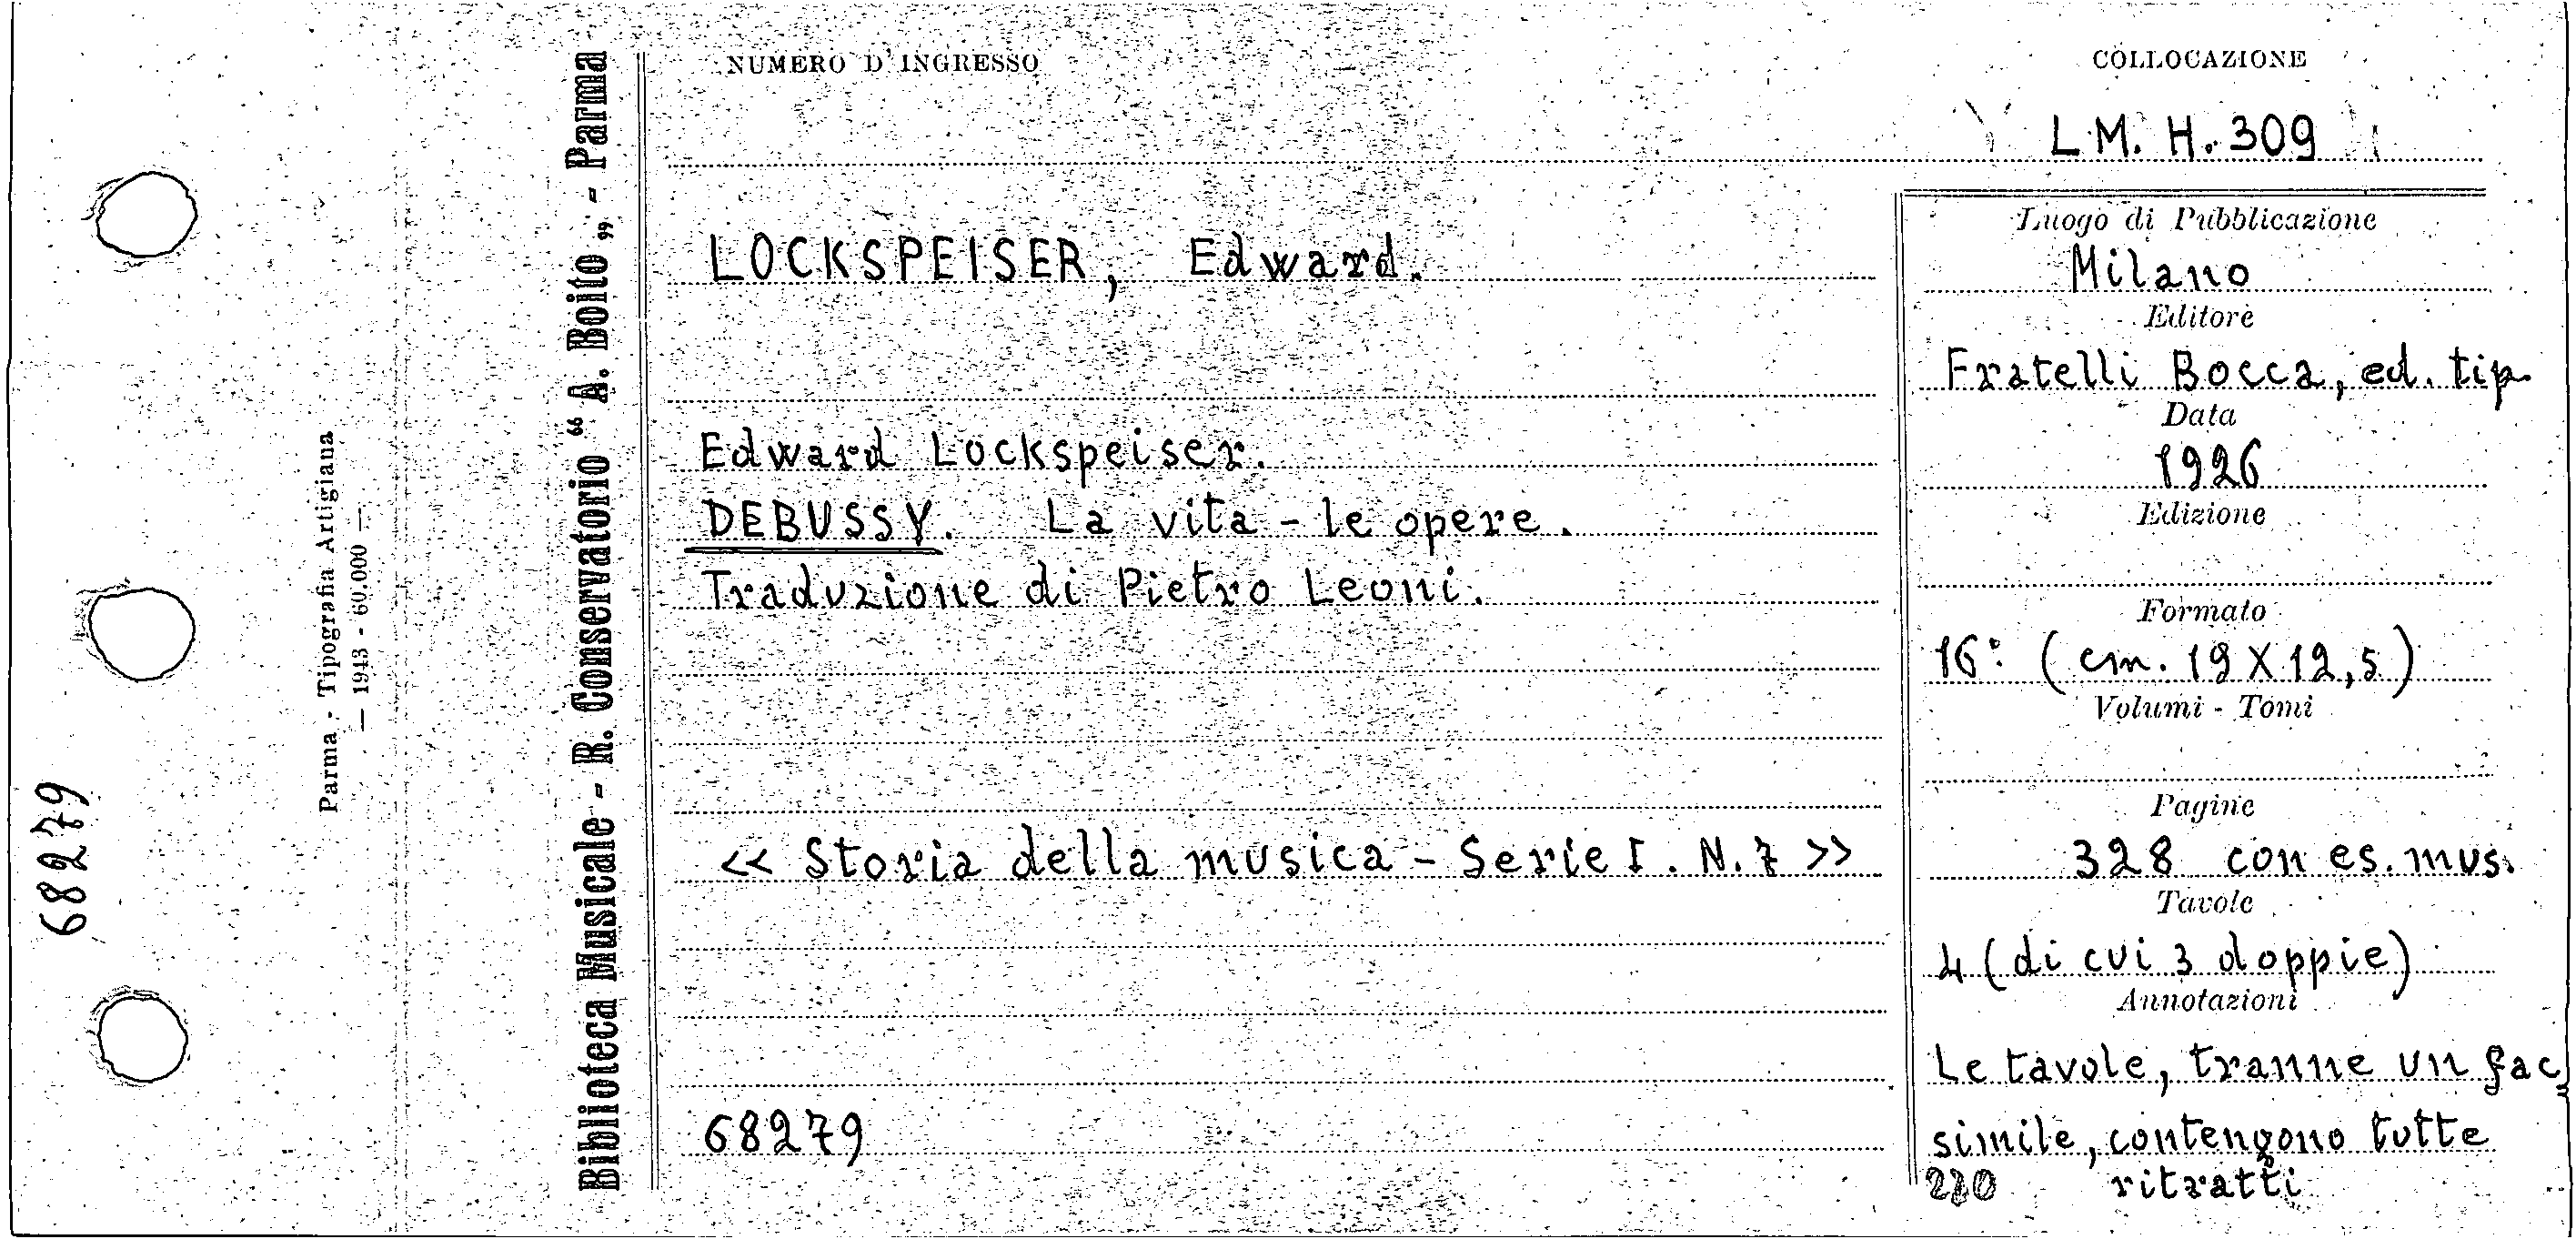 NUMERO D'INGRESSO
COLLOCAZIONE
L.M. H. 309
LOCKSPEISER, Edward.
Edward Lockspeiser.
DEBUSSY. La vita - le opere.
Traduzione di Pietro Leoni.
<< Storia della musica - Serie I. N. 7 >>
68279
Luogo di Pubblicazione
Milano
Editore
Fratelli Bocca, ed. tip.
Data
1926
Edizione
Formato
16° (cm. 19 X 12,5)
Volumi - Tomi
Pagine
328 con es. mus.
Tavole
4 (di cui 3 doppie)
Annotazioni
Le tavole, tranne un fac
simile, contengono tutte
ritratti
Biblioteca Musicale - R. Conservatorio “ A. Boito „ - Parma
Parma - Tipografia Artigiana
— 1943 - 60.000 —
68279